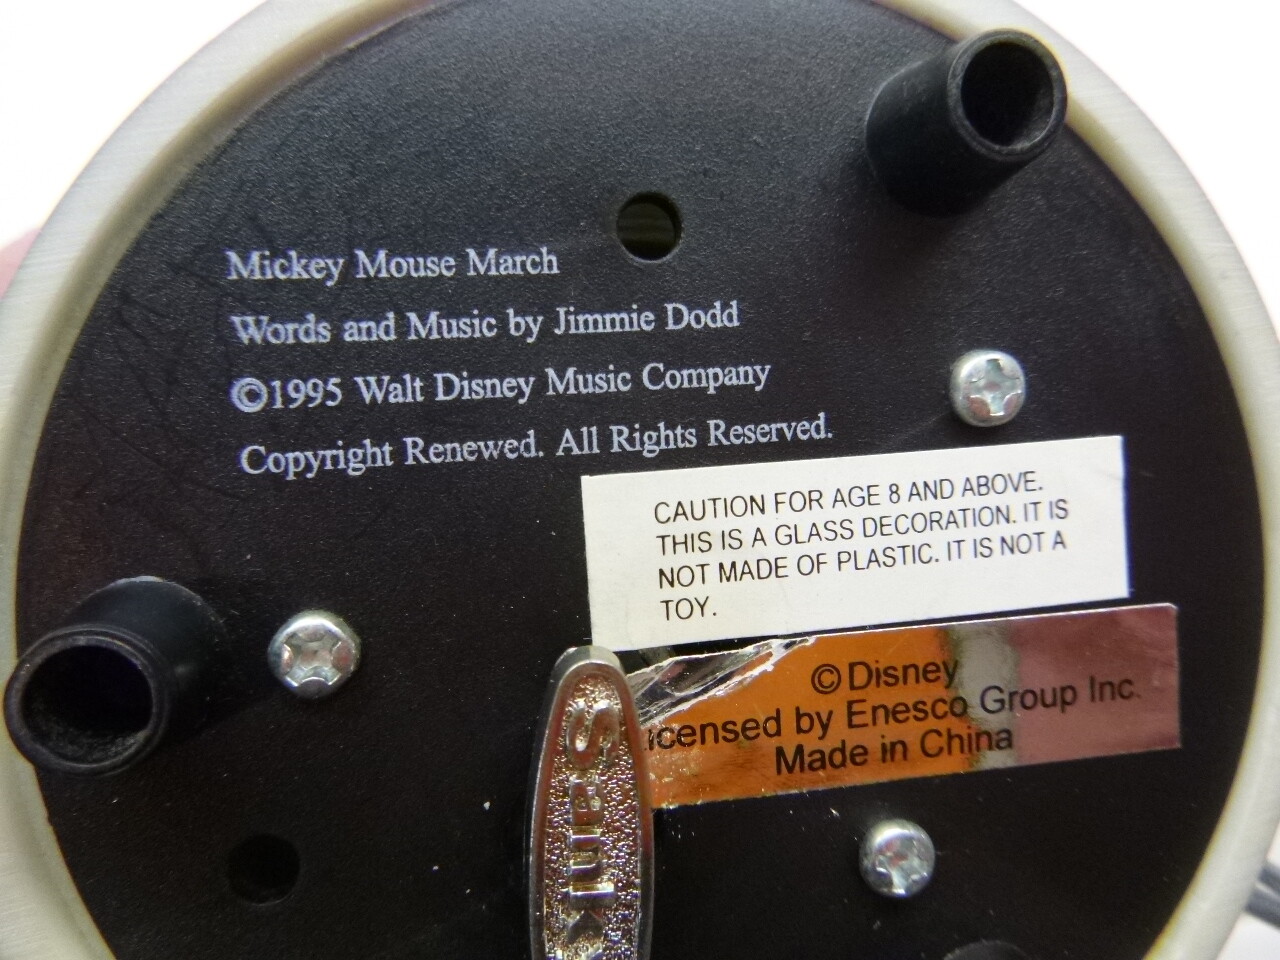 Mickey Mouse March
Words and Music by Jimmie Dodd
©1995 Walt Disney Music Company
Copyright Renewed. All Rights Reserved.
CAUTION FOR AGE 8 AND ABOVE.
THIS IS A GLASS DECORATION. IT IS
NOT MADE OF PLASTIC. IT IS NOT A
TOY.
© Disney
icensed by Enesco Group Inc.
Made in China
Sank